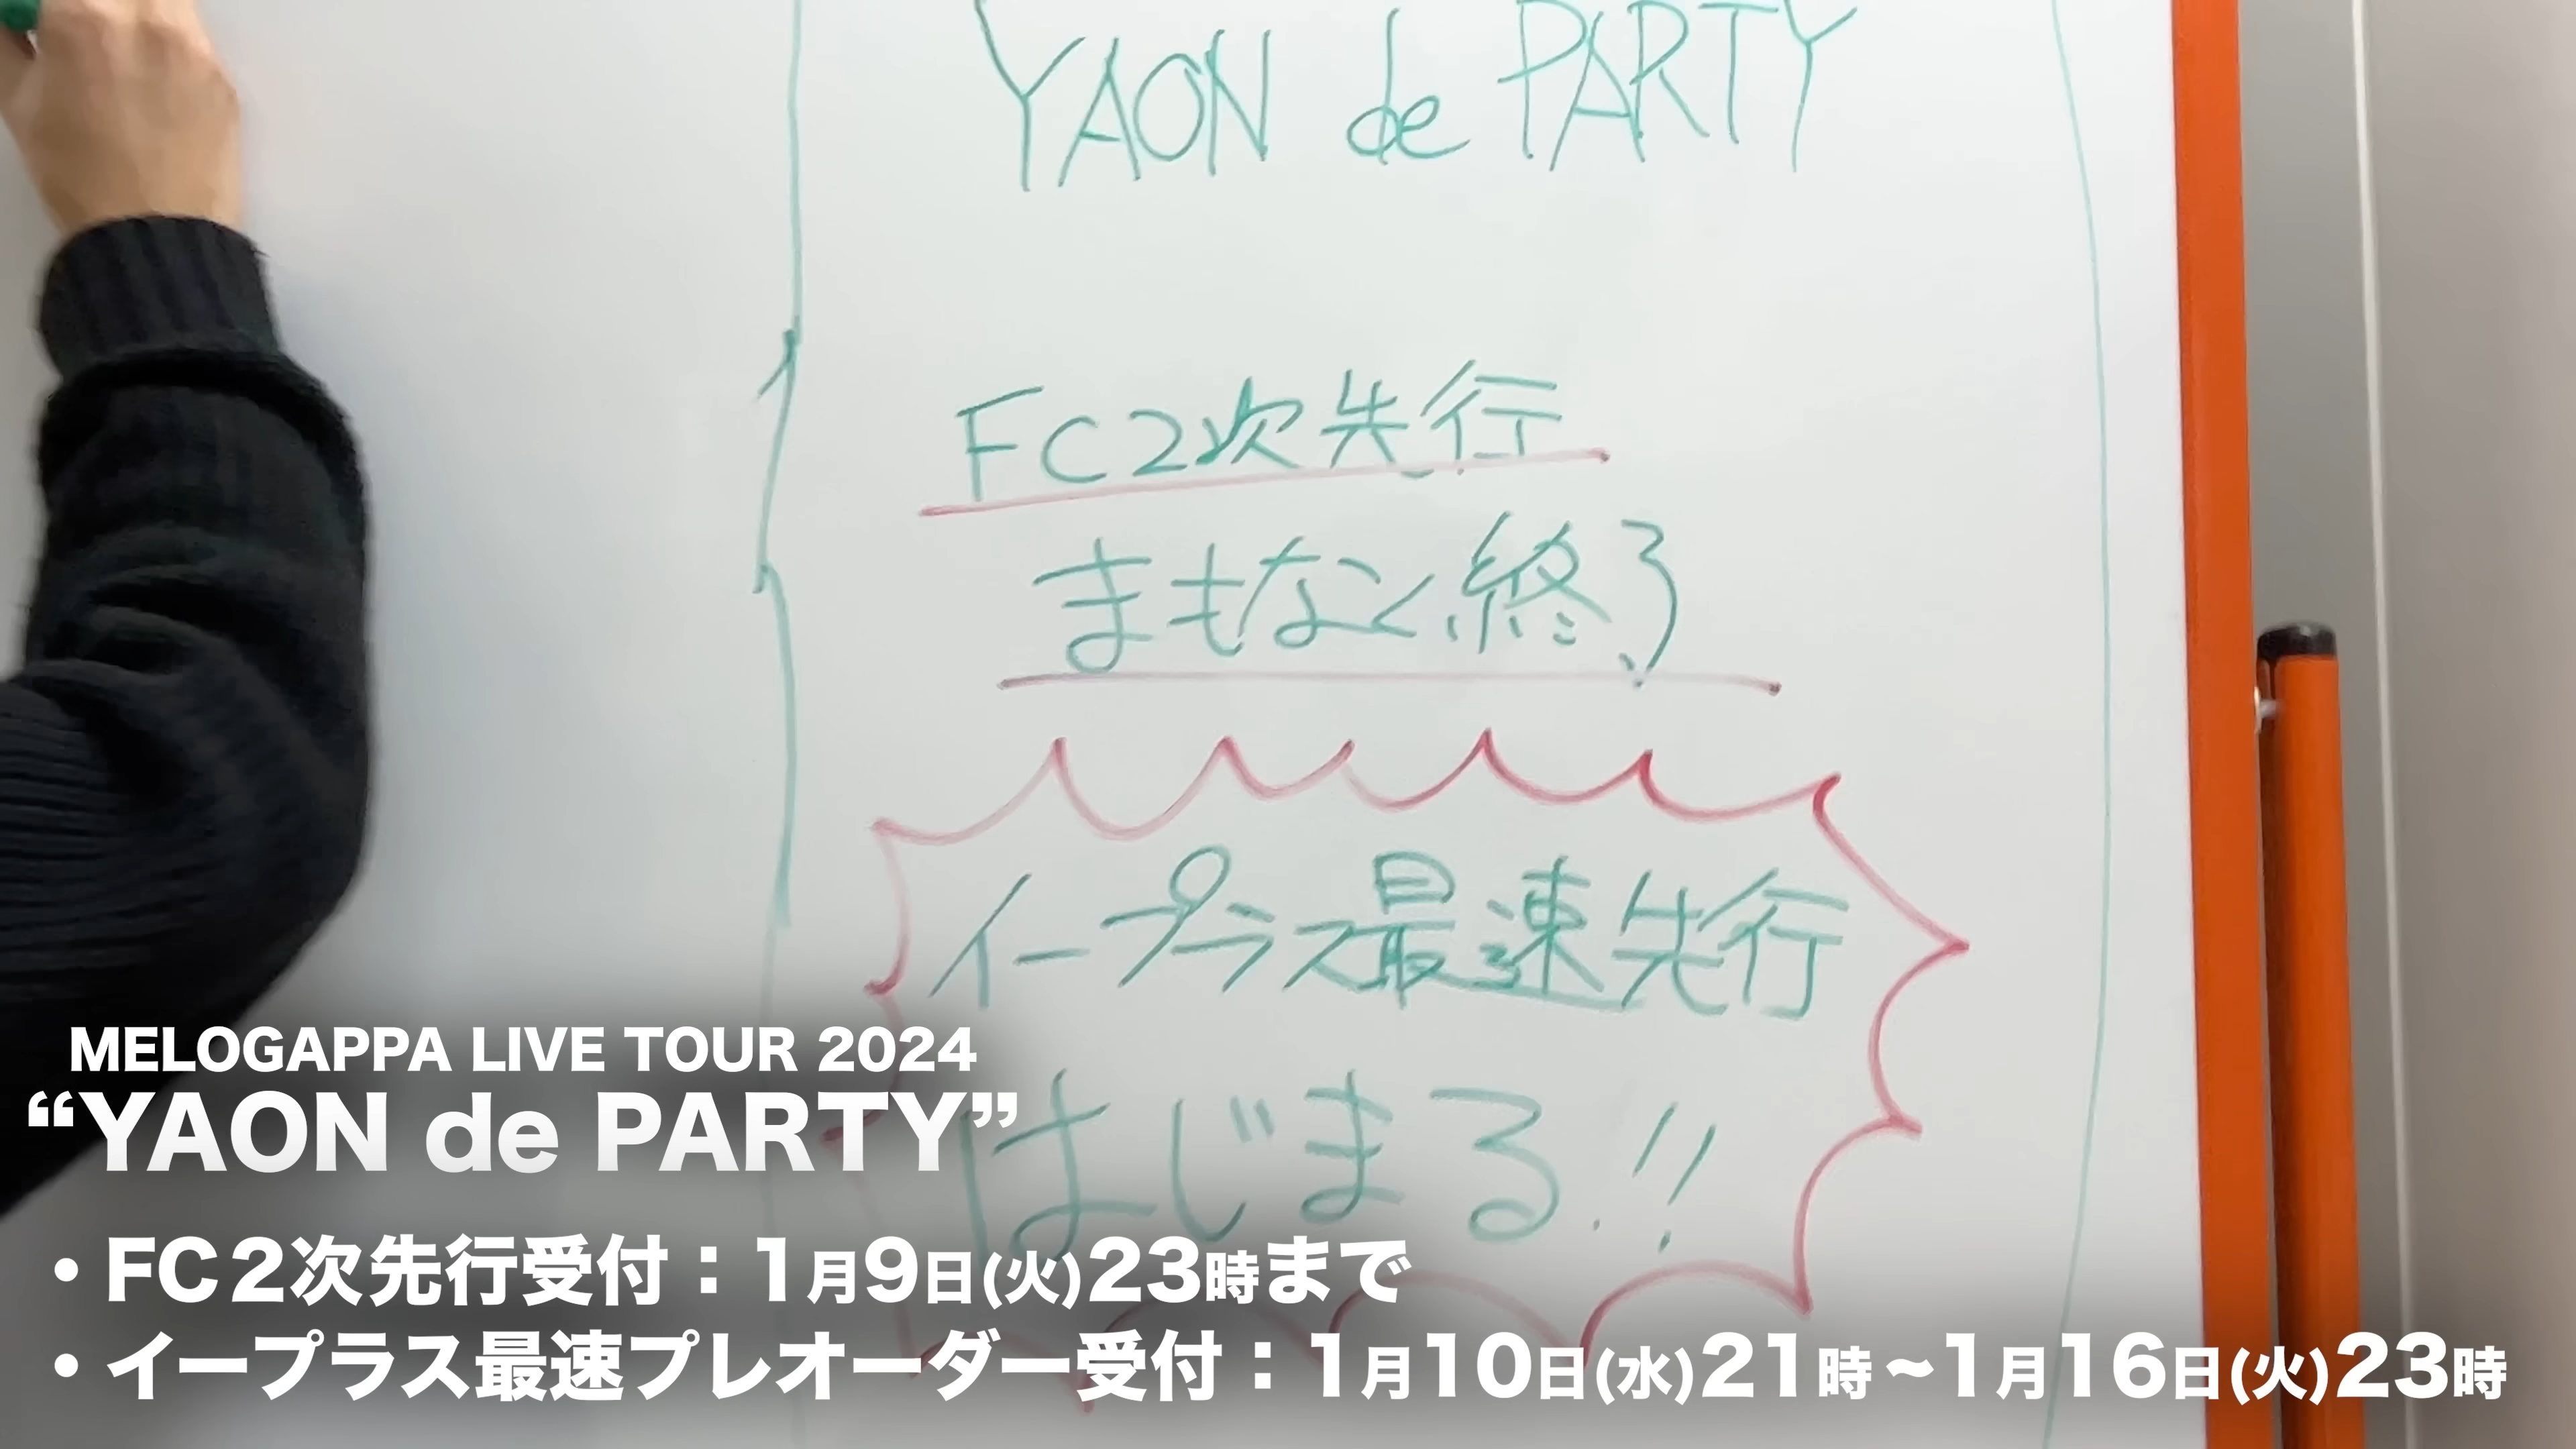 YAON de PARTY
FC2次先行
まもなく終了
イープラス最速先行
はじまる!!
MELOGAPPA LIVE TOUR 2024
“YAON de PARTY”
・FC2次先行受付：1月9日(火)23時まで
・イープラス最速プレオーダー受付：1月10日(水)21時～1月16日(火)23時